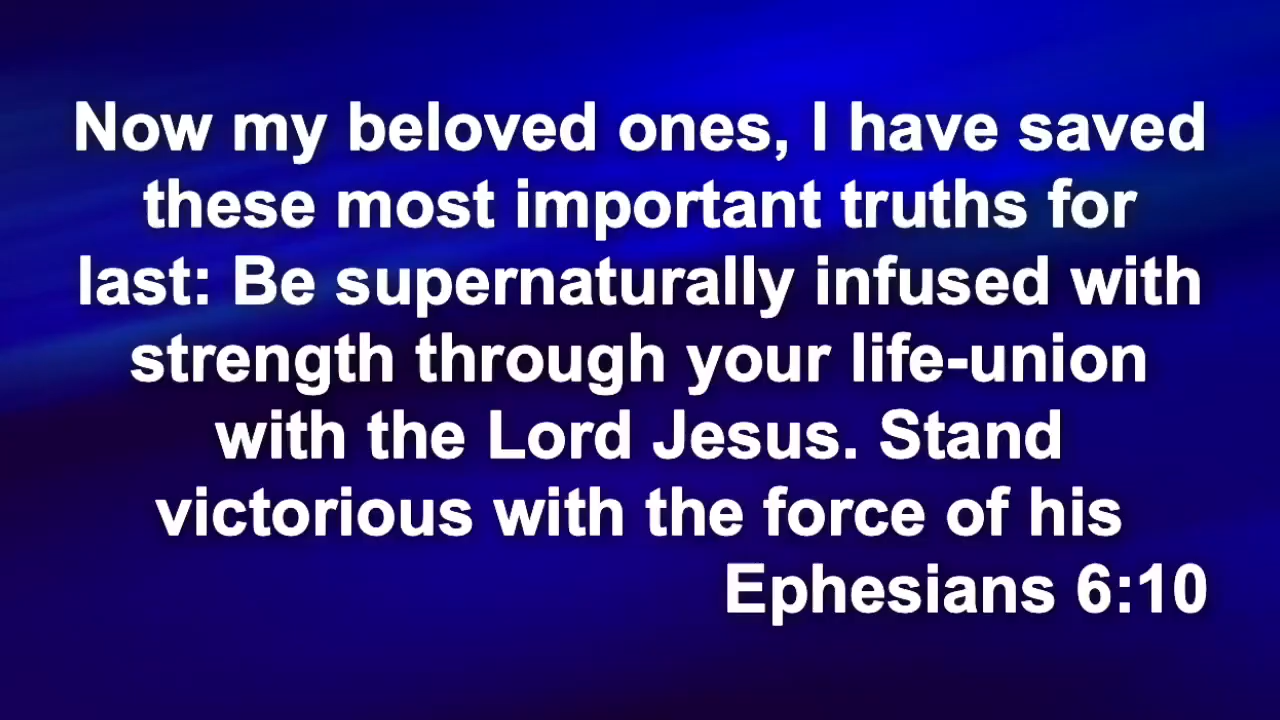 Now my beloved ones, I have saved
these most important truths for
last: Be supernaturally infused with
strength through your life-union
with the Lord Jesus. Stand
victorious with the force of his
Ephesians 6:10